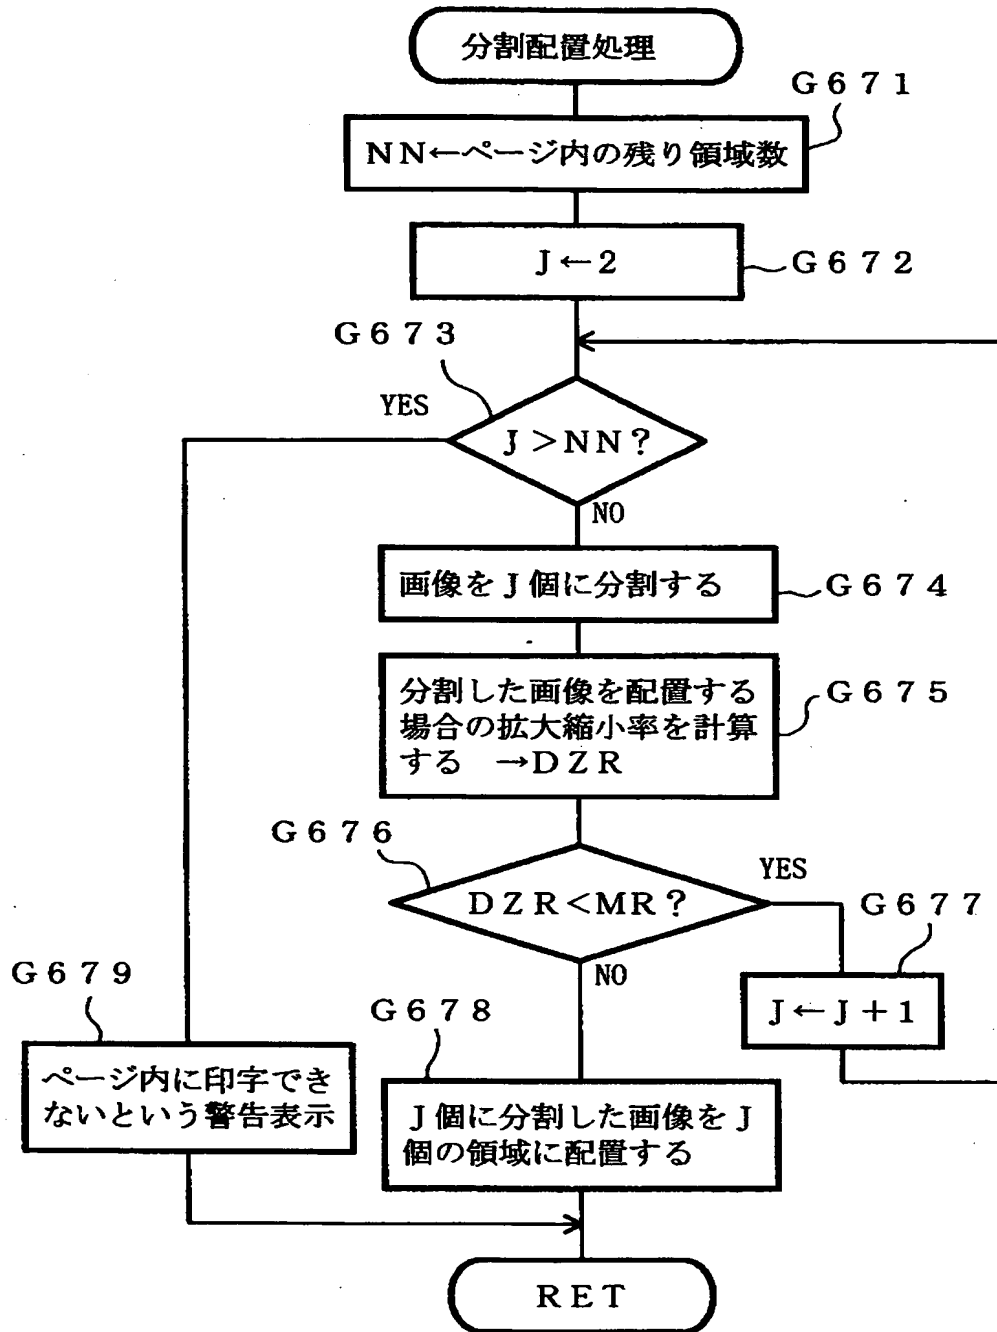 分割配置処理
G671
NN←ページ内の残り領域数
J←2
G672
G673
YES
J>NN?
NO
画像をJ個に分割する
G674
分割した画像を配置する
場合の拡大縮小率を計算
する →DZR
G675
G676
YES
DZR<MR?
G677
NO
J←J+1
G679
G678
ページ内に印字でき
ないという警告表示
J個に分割した画像をJ
個の領域に配置する
RET